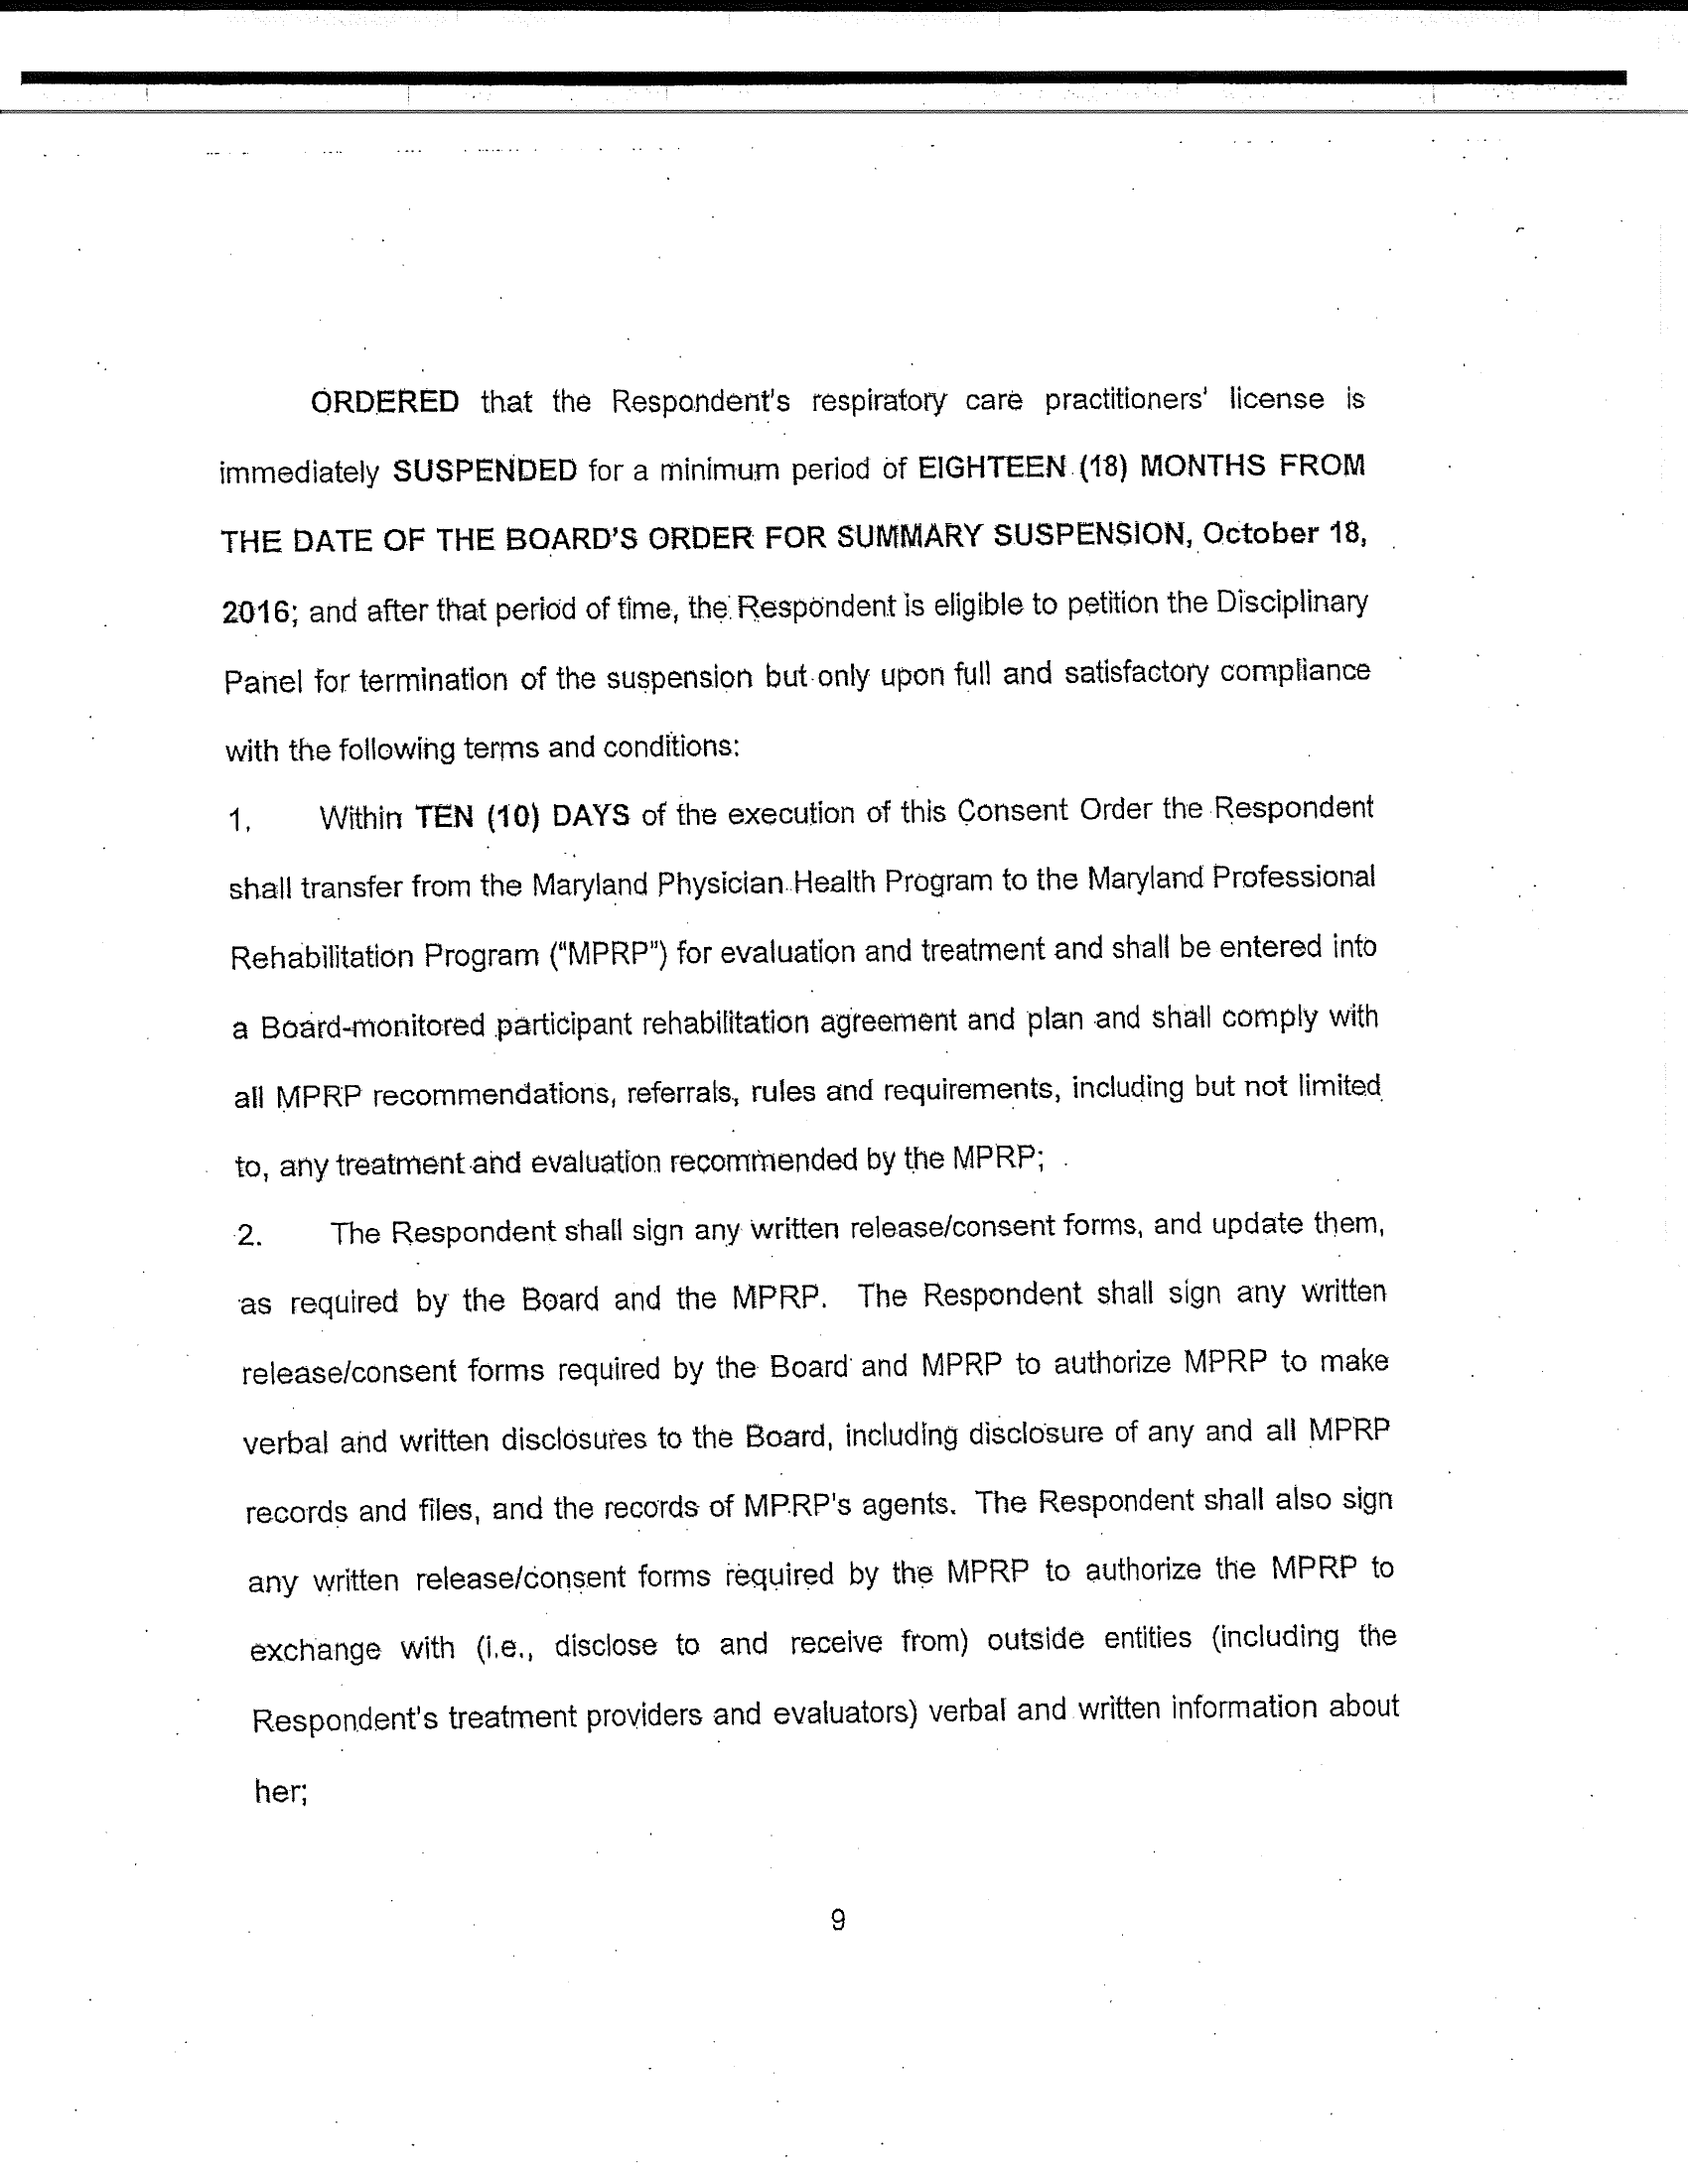 ORDERED that the Respondent's respiratory care practitioners' license is
immediately SUSPENDED for a minimum period of EIGHTEEN (18) MONTHS FROM
THE DATE OF THE BOARD'S ORDER FOR SUMMARY SUSPENSION, October 18,
2016; and after that period of time, the Respondent is eligible to petition the Disciplinary
Panel for termination of the suspension but only upon full and satisfactory compliance
with the following terms and conditions:
1. Within TEN (10) DAYS of the execution of this Consent Order the Respondent
shall transfer from the Maryland Physician Health Program to the Maryland Professional
Rehabilitation Program ("MPRP") for evaluation and treatment and shall be entered into
a Board-monitored participant rehabilitation agreement and plan and shall comply with
all MPRP recommendations, referrals, rules and requirements, including but not limited
to, any treatment and evaluation recommended by the MPRP;
2. The Respondent shall sign any written release/consent forms, and update them,
as required by the Board and the MPRP. The Respondent shall sign any written
release/consent forms required by the Board and MPRP to authorize MPRP to make
verbal and written disclosures to the Board, including disclosure of any and all MPRP
records and files, and the records of MPRP's agents. The Respondent shall also sign
any written release/consent forms required by the MPRP to authorize the MPRP to
exchange with (i.e., disclose to and receive from) outside entities (including the
Respondent's treatment providers and evaluators) verbal and written information about
her;
9